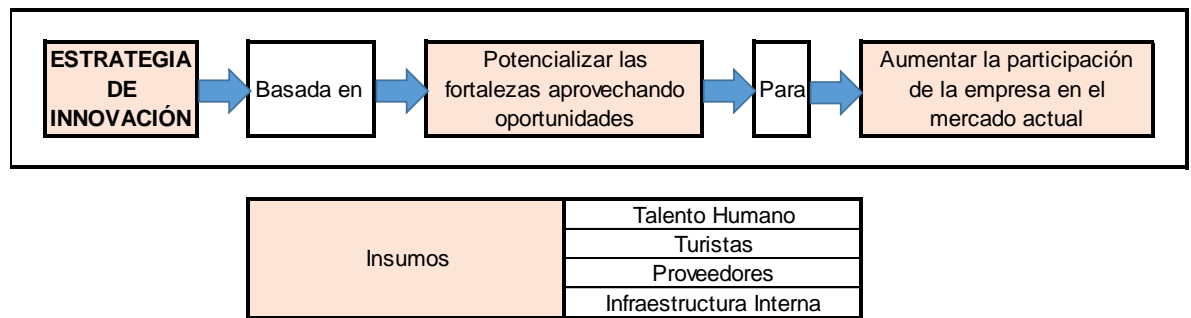 ESTRATEGIA
DE
INNOVACIÓN
Basada en
Potencializar las
fortalezas aprovechando
oportunidades
Para
Aumentar la participación
de la empresa en el
mercado actual
Insumos
Talento Humano
Turistas
Proveedores
Infraestructura Interna